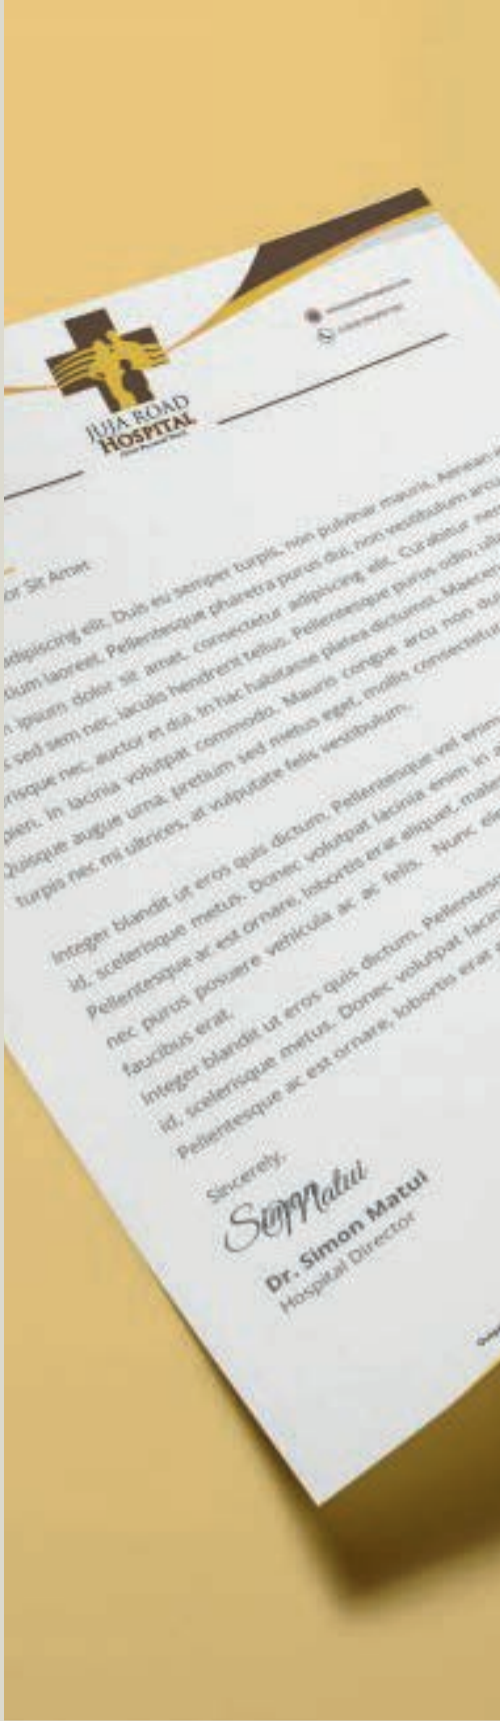 JUJA ROAD
HOSPITAL
or Sit Amet
adipiscing elit. Duis eu semper turpis, non pulvinar mauris. Aenean
laoreet. Pellentesque pharetra purus dui, non vestibulum arcu
ipsum dolor sit amet, consectetur adipiscing elit. Curabitur nec
sed sem nec, iaculis hendrerit tellus. Pellentesque purus odio,
risque nec, auctor et dui. In hac habitasse platea dictumst. Maecen
pien. In lacinia volutpat commodo. Mauris congue arcu non
Quisque augue urna, pretium sed metus eget, mollis consectetu
turpis nec mi ultrices, at vulputate felis vestibulum.
Integer blandit ut eros quis dictum. Pellentesque vel eros
id, scelerisque metus. Donec volutpat lacinia enim in
Pellentesque ac est ornare, lobortis erat aliquet,
nec purus posuere vehicula ac ac felis. Nunc
faucibus erat.
Integer blandit ut eros quis dictum. Pellentes
id, scelerisque metus. Donec volutpat
Pellentesque ac est ornare, lobortis erat
Sincerely,
Matui
Dr. Simon Matui
Hospital Director